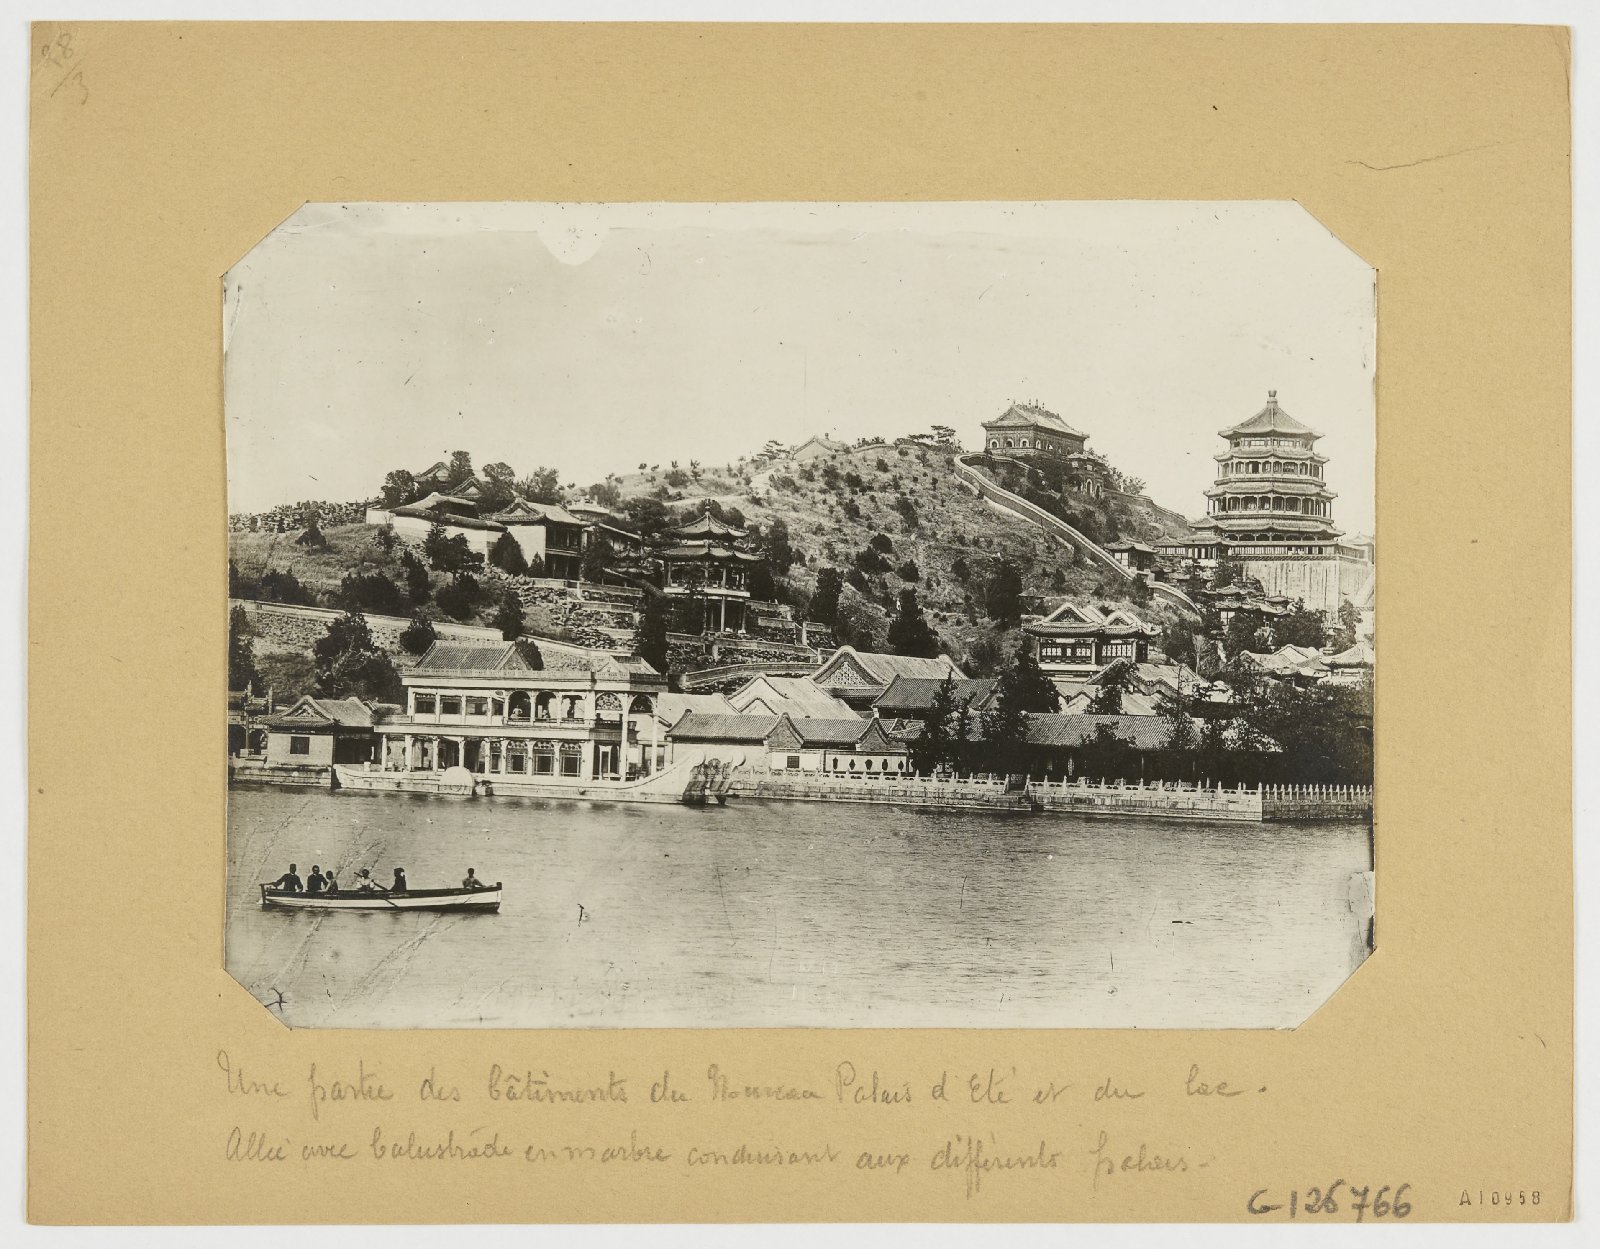 28/3
Une partie des bâtiments du Nouveau Palais d'Eté et du lac.
Allée avec balustrade en marbre conduisant aux différents palais -
G-126766
A10958